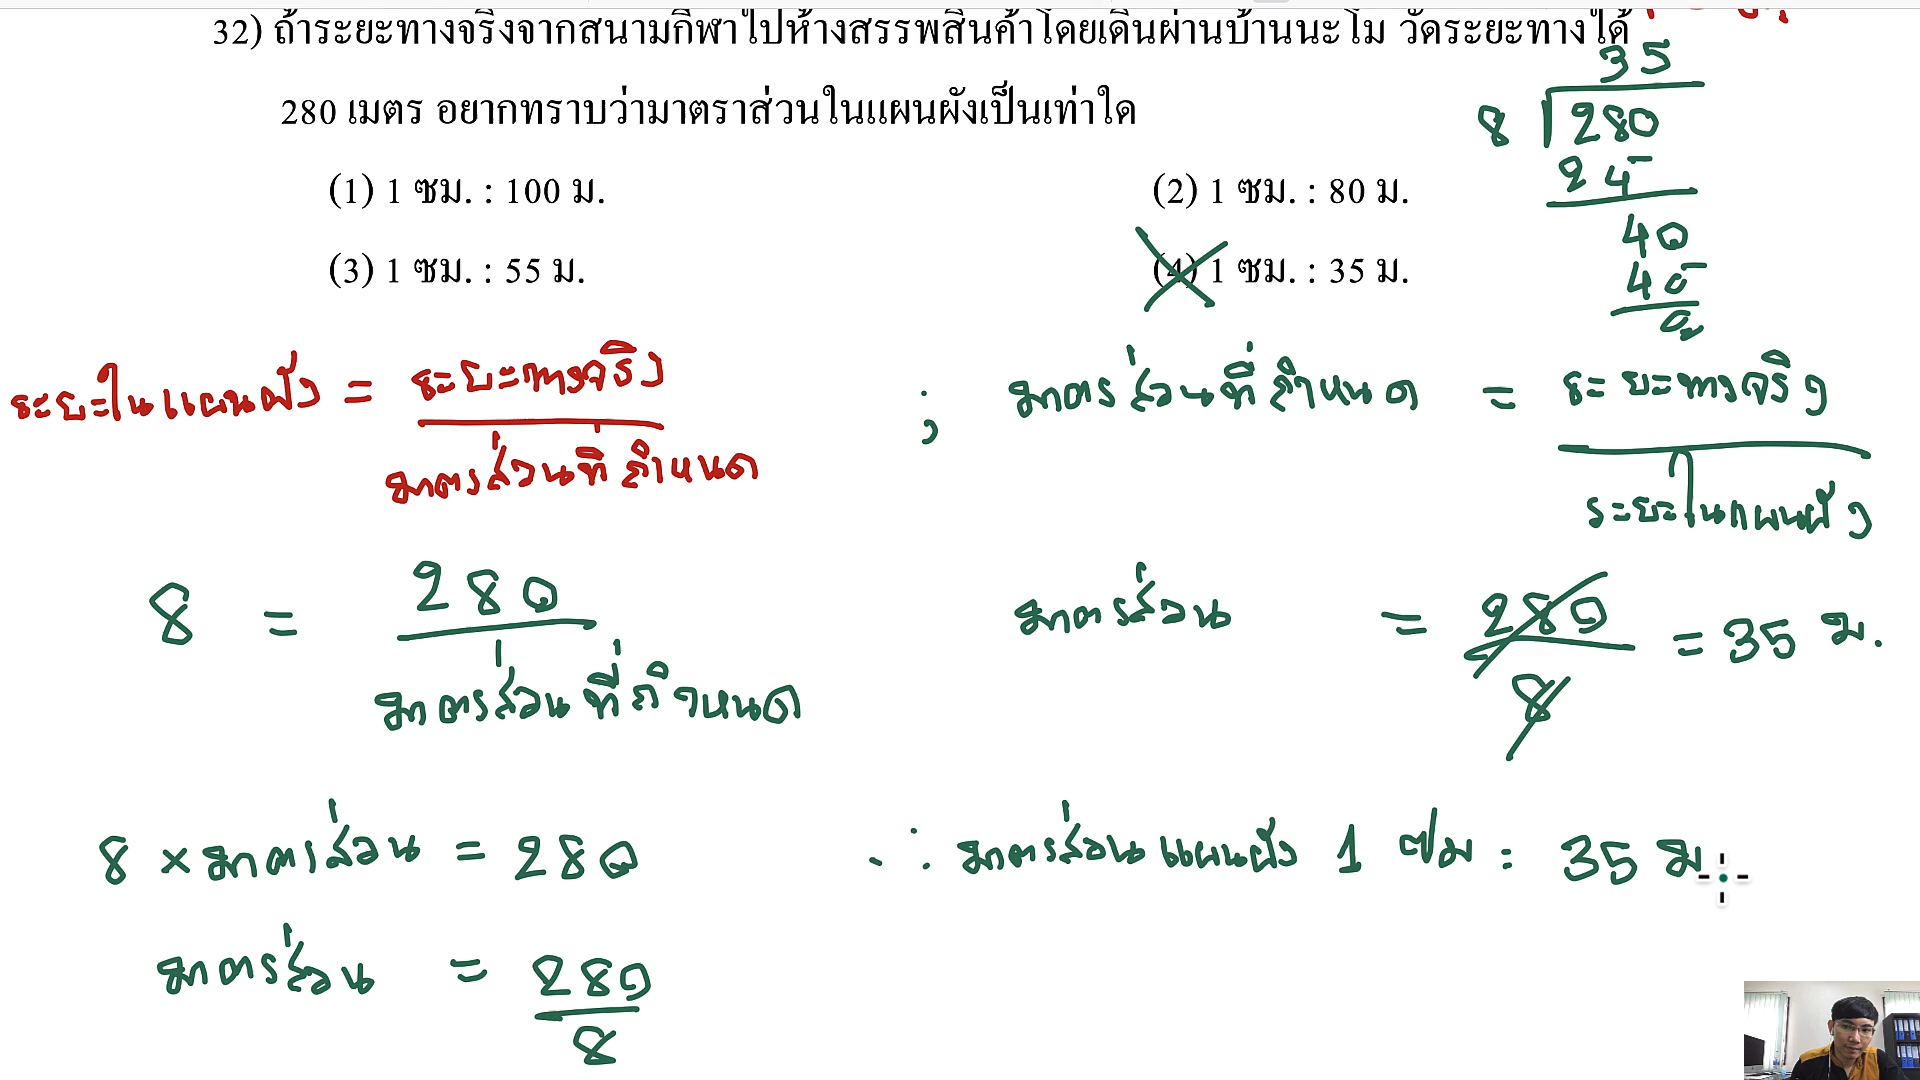 32) ถ้าระยะทางจริงจากสนามกีฬาไปห้างสรรพสินค้าโดยเดินผ่านบ้านนะโม วัดระยะทางได้
280 เมตร อยากทราบว่ามาตราส่วนในแผนผังเป็นเท่าใด
(1) 1 ซม. : 100 ม.
(2) 1 ซม. : 80 ม.
(3) 1 ซม. : 55 ม.
(4) 1 ซม. : 35 ม.
35
8 280
24
40
40
0
ระยะในแผนผัง = ระยะทางจริง
มาตรส่วนที่กำหนด
; มาตรส่วนที่กำหนด = ระยะทางจริง
ระยะในแผนผัง
8 = 280
มาตรส่วนที่กำหนด
มาตรส่วน = 280 = 35 ม.
8
8 × มาตรส่วน = 280
∴ มาตรส่วนแผนผัง 1 ซม : 35 ม
มาตรส่วน = 280
8